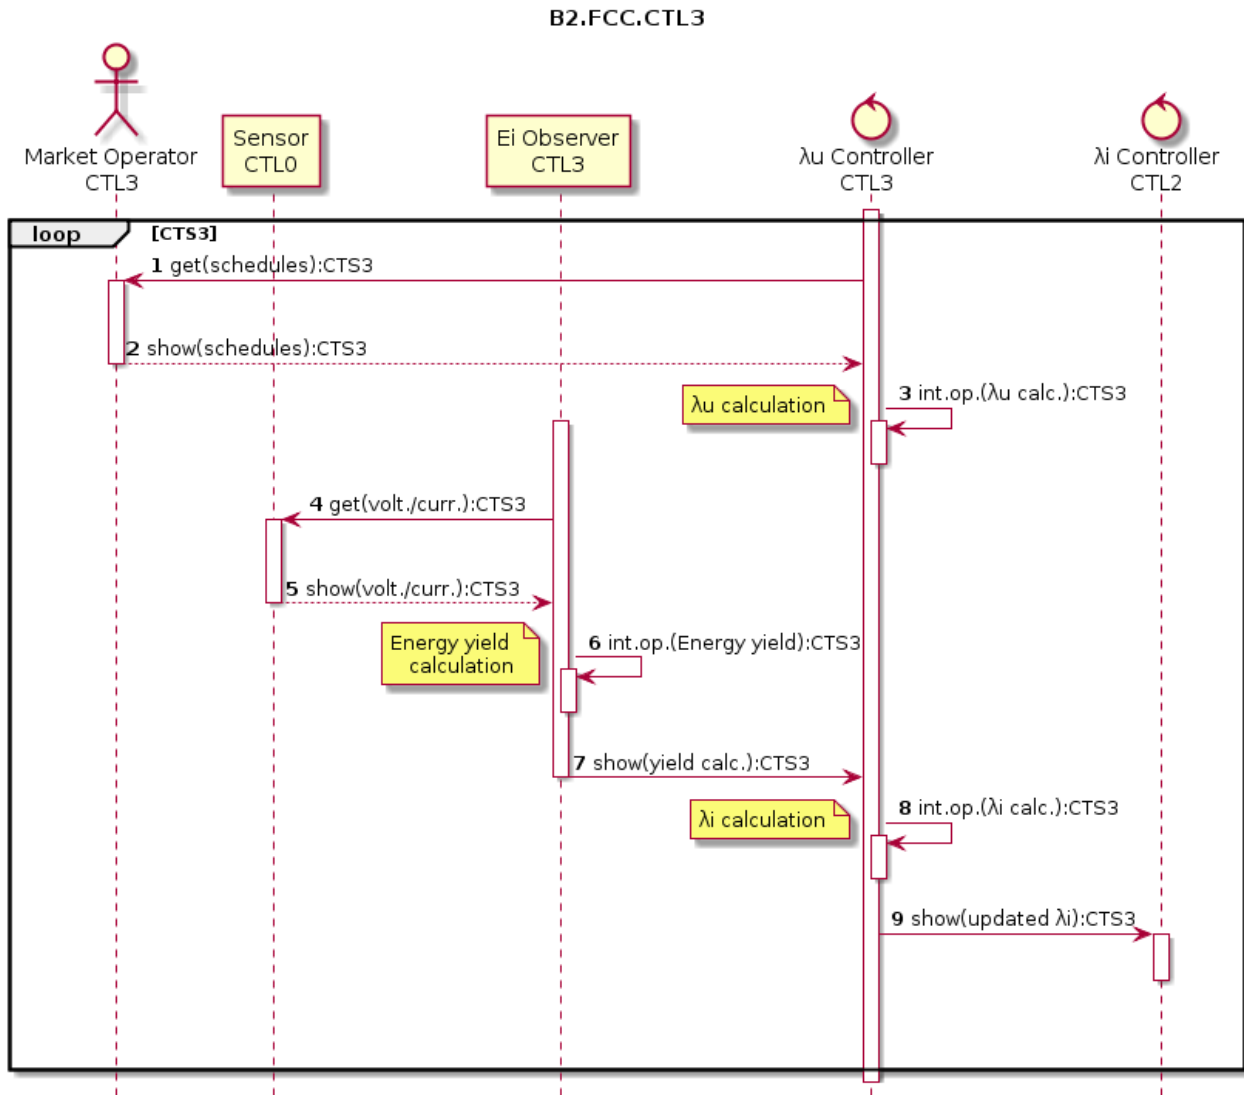 B2.FCC.CTL3
Market Operator
CTL3
Sensor
CTL0
Ei Observer
CTL3
λu Controller
CTL3
λi Controller
CTL2
loop [CTS3]
1 get(schedules):CTS3
2 show(schedules):CTS3
λu calculation
3 int.op.(λu calc.):CTS3
4 get(volt./curr.):CTS3
5 show(volt./curr.):CTS3
Energy yield
calculation
6 int.op.(Energy yield):CTS3
7 show(yield calc.):CTS3
λi calculation
8 int.op.(λi calc.):CTS3
9 show(updated λi):CTS3